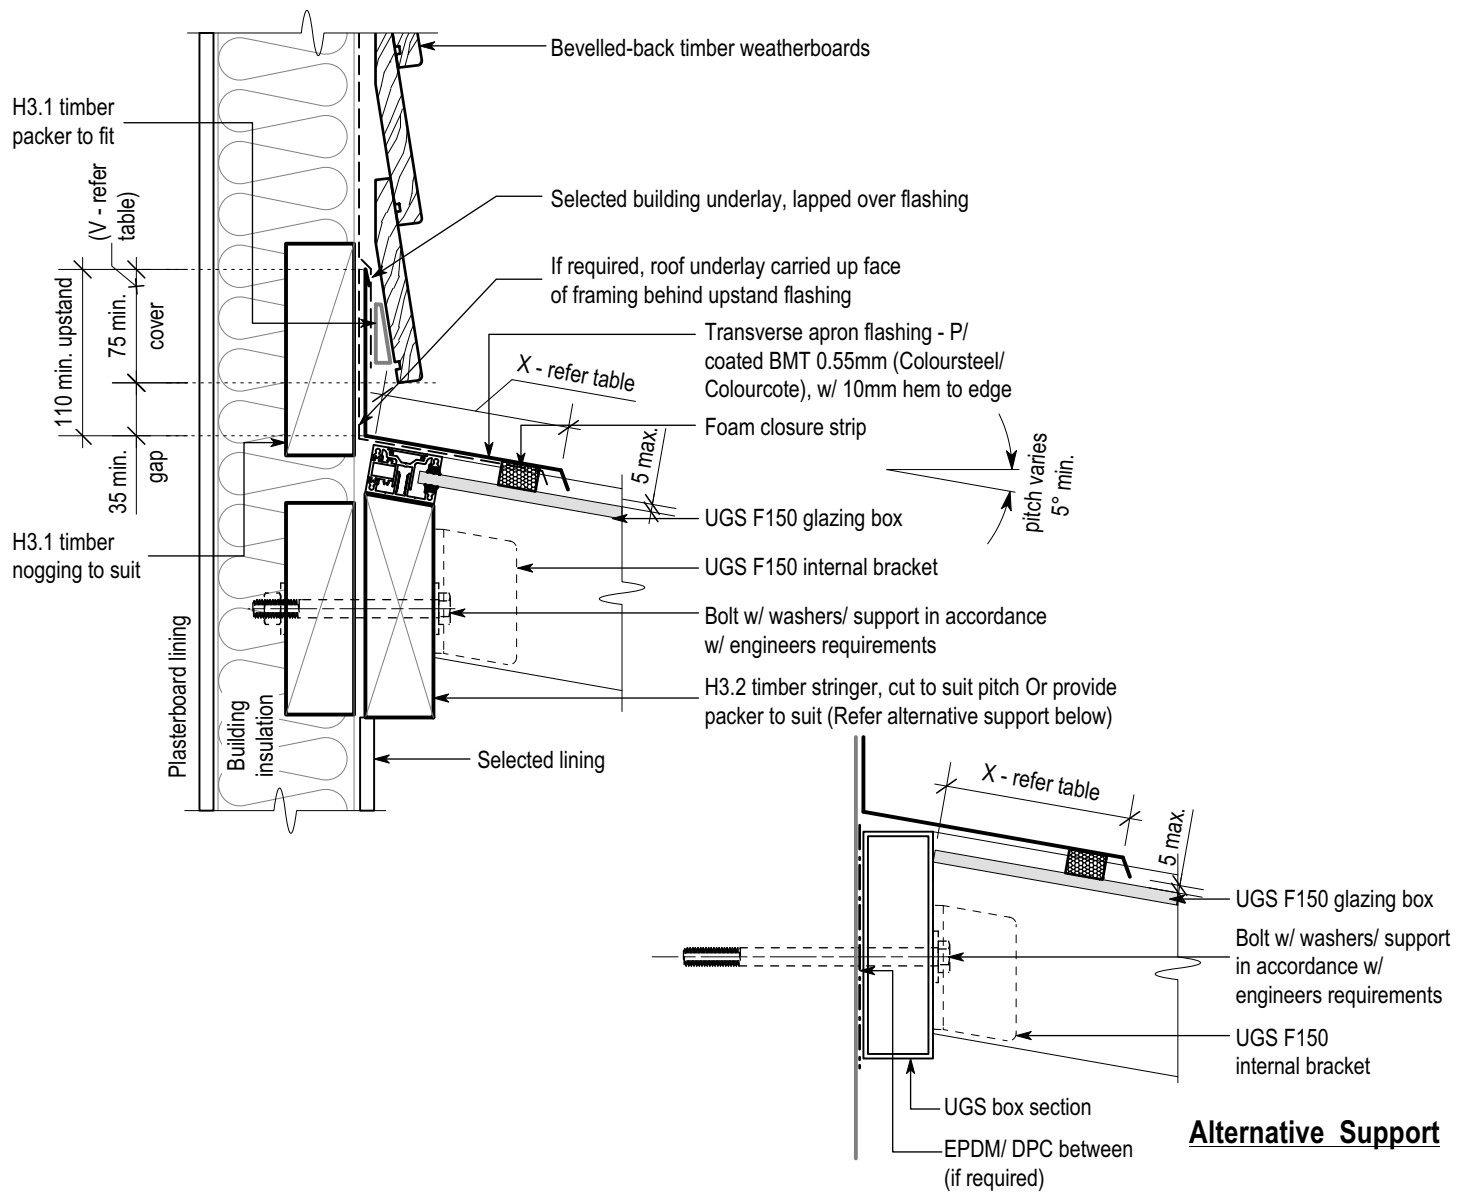 Bevelled-back timber weatherboards
H3.1 timber
packer to fit
(V - refer
table)
Selected building underlay, lapped over flashing
If required, roof underlay carried up face
of framing behind upstand flashing
110 min. upstand
75 min.
cover
Transverse apron flashing - P/
coated BMT 0.55mm (Coloursteel/
Colourcote), w/ 10mm hem to edge
X - refer table
Foam closure strip
35 min.
gap
5 max.
pitch varies
5° min.
UGS F150 glazing box
H3.1 timber
nogging to suit
UGS F150 internal bracket
Bolt w/ washers/ support in accordance
w/ engineers requirements
Plasterboard lining
Building
insulation
H3.2 timber stringer, cut to suit pitch Or provide
packer to suit (Refer alternative support below)
Selected lining
X - refer table
5 max.
UGS F150 glazing box
Bolt w/ washers/ support
in accordance w/
engineers requirements
UGS F150
internal bracket
UGS box section
EPDM/ DPC between
(if required)
Alternative Support